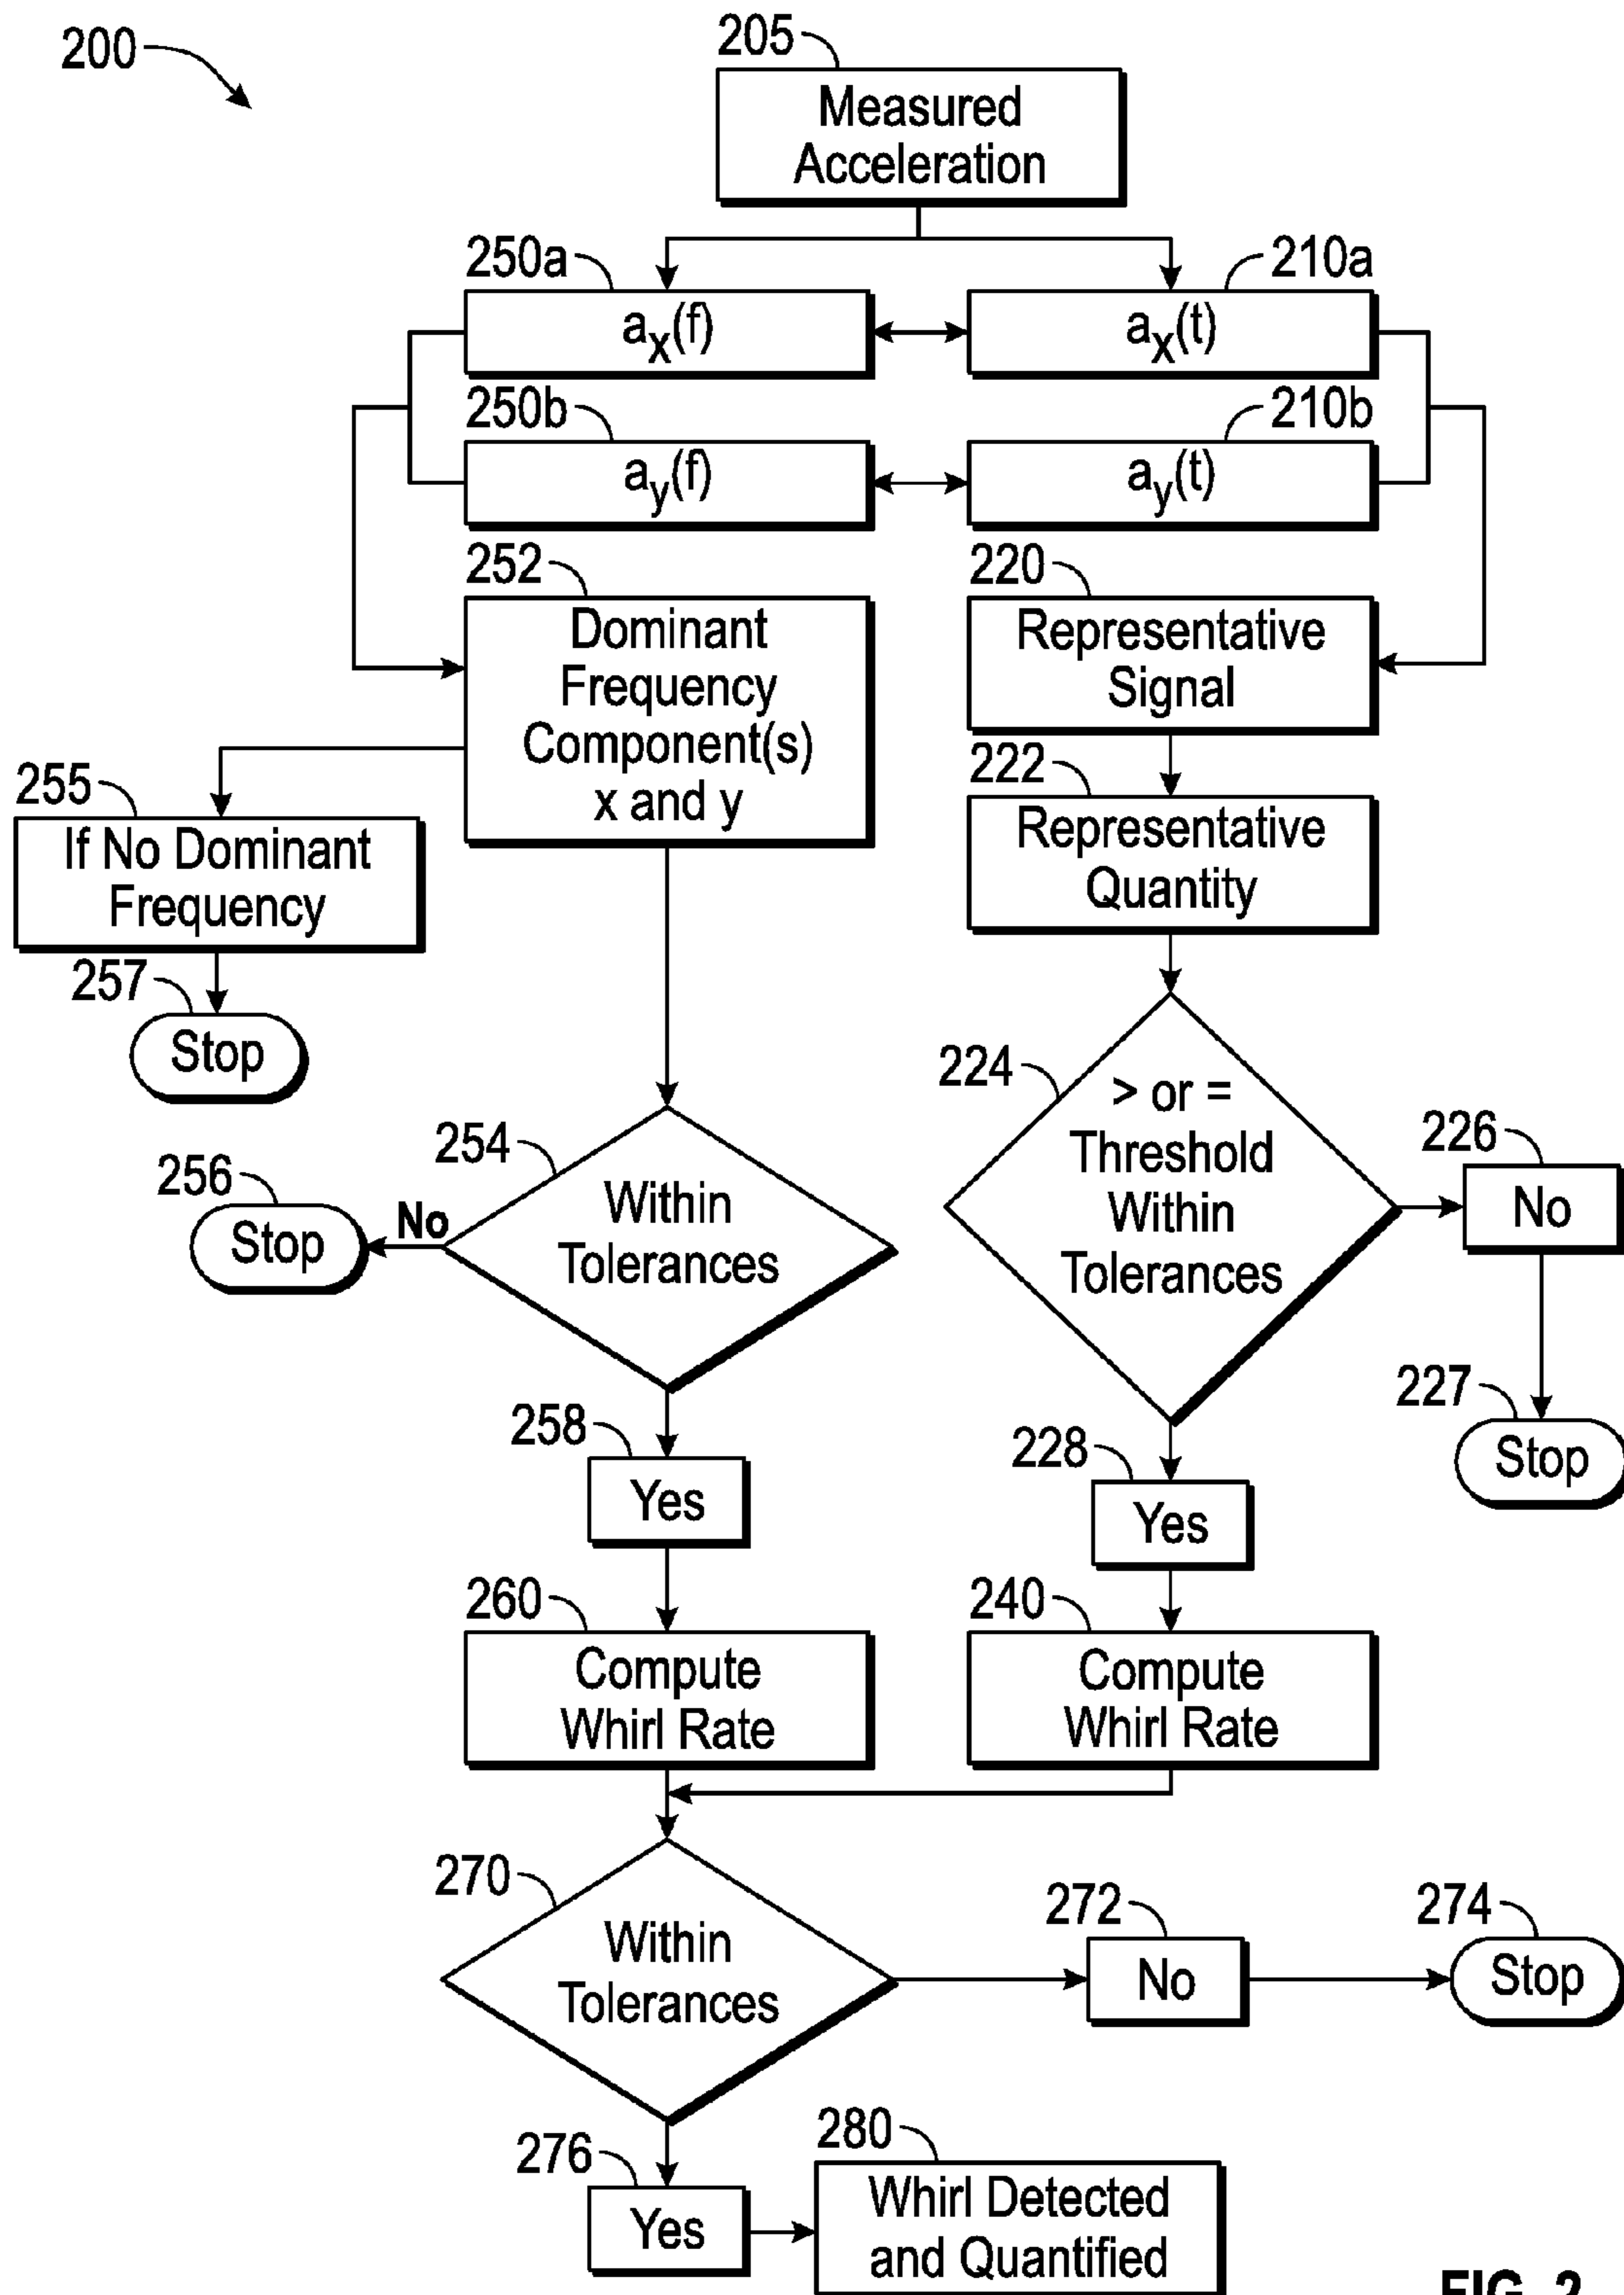 200
205
Measured
Acceleration
250a
210a
ax(f)
ax(t)
250b
210b
ay(f)
ay(t)
252
220
Dominant
Frequency
Component(s)
x and y
Representative
Signal
222
Representative
Quantity
255
If No Dominant
Frequency
257
Stop
224
> or =
Threshold
Within
Tolerances
226
No
227
Stop
254
Within
Tolerances
No
256
Stop
258
Yes
228
Yes
260
Compute
Whirl Rate
240
Compute
Whirl Rate
270
Within
Tolerances
272
No
274
Stop
276
Yes
280
Whirl Detected
and Quantified
FIG. 2